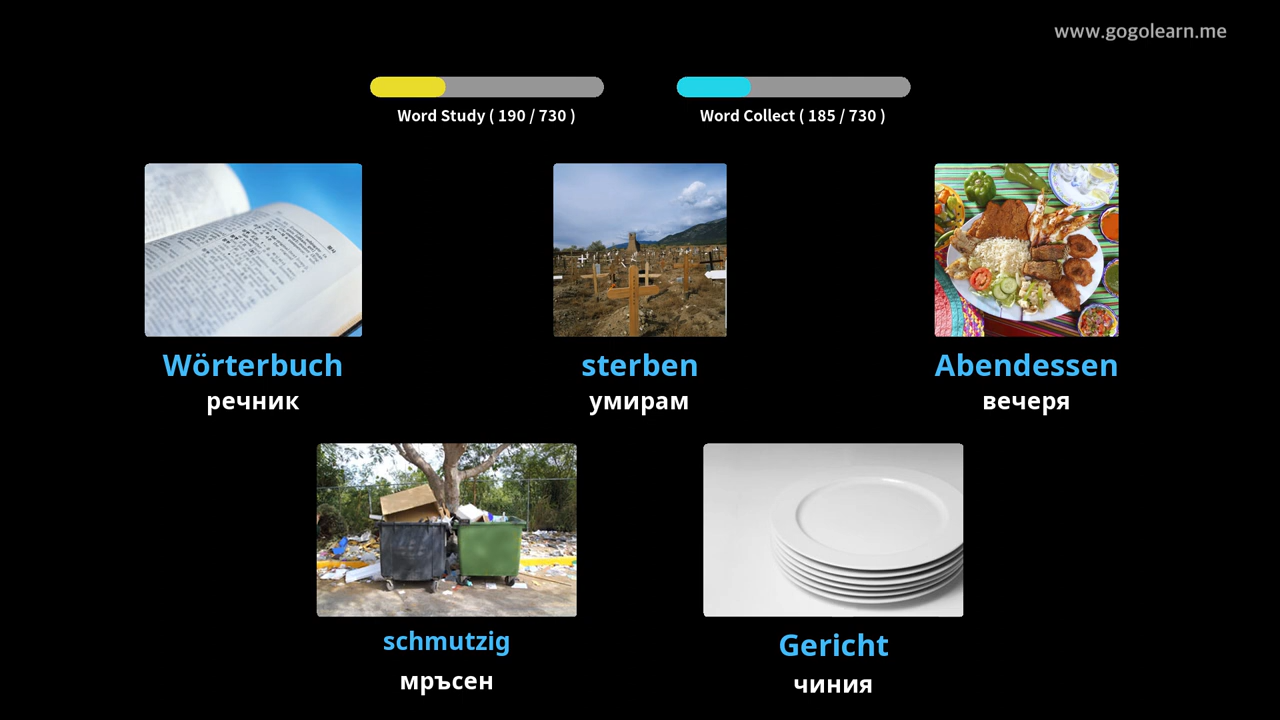 www.gogolearn.me
Word Study ( 190 / 730 )
Word Collect ( 185 / 730 )
Wörterbuch
речник
sterben
умирам
Abendessen
вечеря
schmutzig
мръсен
Gericht
чиния